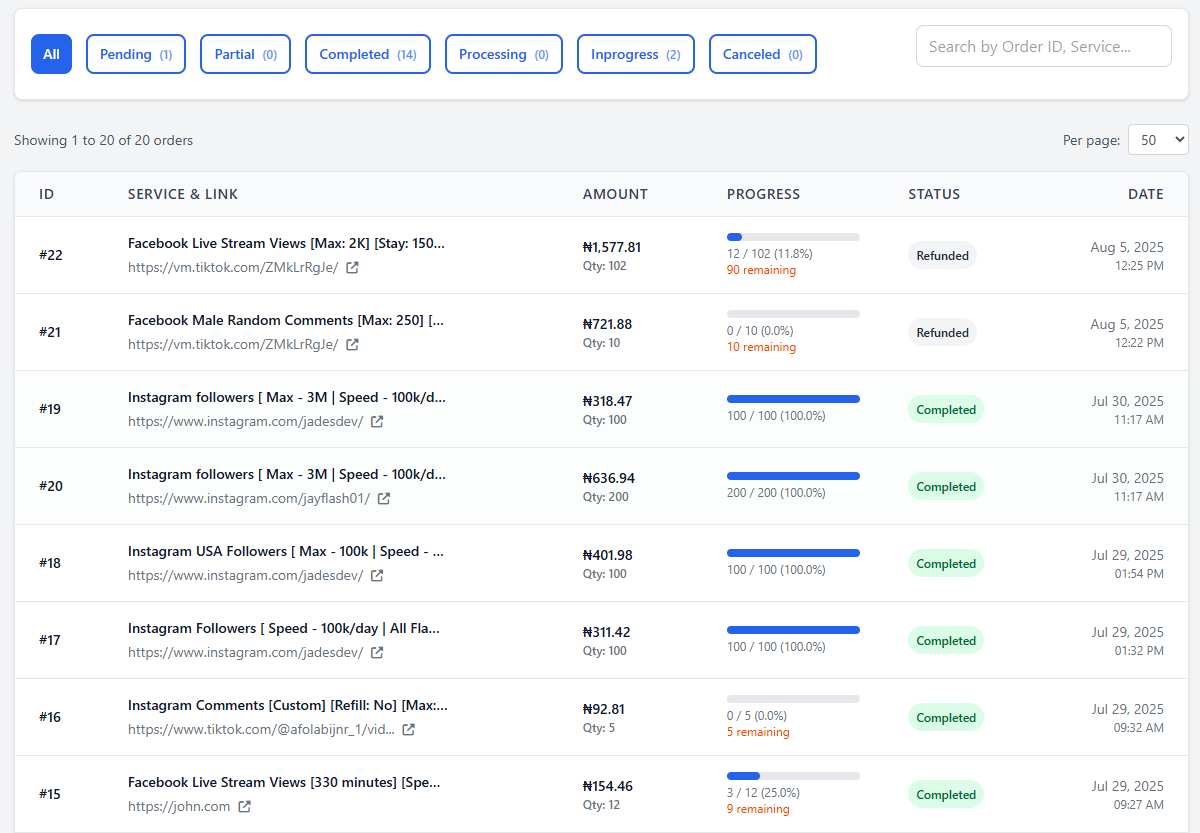 All Pending (1) Partial (0) Completed (14) Processing (0) Inprogress (2) Canceled (0) Search by Order ID, Service...
Showing 1 to 20 of 20 orders Per page: 50
ID SERVICE & LINK AMOUNT PROGRESS STATUS DATE
#22 Facebook Live Stream Views [Max: 2K] [Stay: 150... ₦1,577.81 12 / 102 (11.8%) Refunded Aug 5, 2025
https://vm.tiktok.com/ZMkLrRgJe/ Qty: 102 90 remaining 12:25 PM
#21 Facebook Male Random Comments [Max: 250] [... ₦721.88 0 / 10 (0.0%) Refunded Aug 5, 2025
https://vm.tiktok.com/ZMkLrRgJe/ Qty: 10 10 remaining 12:22 PM
#19 Instagram followers [ Max - 3M | Speed - 100k/d... ₦318.47 100 / 100 (100.0%) Completed Jul 30, 2025
https://www.instagram.com/jadesdev/ Qty: 100 11:17 AM
#20 Instagram followers [ Max - 3M | Speed - 100k/d... ₦636.94 200 / 200 (100.0%) Completed Jul 30, 2025
https://www.instagram.com/jayflash01/ Qty: 200 11:17 AM
#18 Instagram USA Followers [ Max - 100k | Speed - ... ₦401.98 100 / 100 (100.0%) Completed Jul 29, 2025
https://www.instagram.com/jadesdev/ Qty: 100 01:54 PM
#17 Instagram Followers [ Speed - 100k/day | All Fla... ₦311.42 100 / 100 (100.0%) Completed Jul 29, 2025
https://www.instagram.com/jadesdev/ Qty: 100 01:32 PM
#16 Instagram Comments [Custom] [Refill: No] [Max:... ₦92.81 0 / 5 (0.0%) Completed Jul 29, 2025
https://www.tiktok.com/@afolabijnr_1/vid... Qty: 5 5 remaining 09:32 AM
#15 Facebook Live Stream Views [330 minutes] [Spe... ₦154.46 3 / 12 (25.0%) Completed Jul 29, 2025
https://john.com Qty: 12 9 remaining 09:27 AM